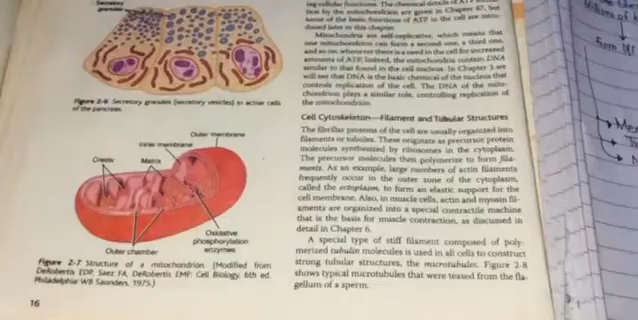 Secretory
granules
Figure 2-6 Secretory granules (secretory vesicles) in acinar cells
of the pancreas.
Outer membrane
Inner membrane
Cristae
Matrix
Outer chamber
Oxidative
phosphorylation
enzymes
Figure 2-7 Structure of a mitochondrion. (Modified from
DeRobertis EDP, Saez FA, DeRobertis EMF: Cell Biology, 6th ed.
Philadelphia: WB Saunders, 1975.)
16
ing cellular functions. The chemical details of
tion by the mitochondrion are given in Chapter 67, but
some of the basic functions of ATP in the cell are intro-
duced later in this chapter.
Mitochondria are self-replicative, which means that
one mitochondrion can form a second one, a third one,
and so on, whenever there is a need in the cell for increased
amounts of ATP. Indeed, the mitochondria contain DNA
similar to that found in the cell nucleus. In Chapter 3 we
will see that DNA is the basic chemical of the nucleus that
controls replication of the cell. The DNA of the mito-
chondrion plays a similar role, controlling replication of
the mitochondrion.
Cell Cytoskeleton—Filament and Tubular Structures
The fibrillar proteins of the cell are usually organized into
filaments or tubules. These originate as precursor protein
molecules synthesized by ribosomes in the cytoplasm.
The precursor molecules then polymerize to form fila-
ments. As an example, large numbers of actin filaments
frequently occur in the outer zone of the cytoplasm,
called the ectoplasm, to form an elastic support for the
cell membrane. Also, in muscle cells, actin and myosin fil-
aments are organized into a special contractile machine
that is the basis for muscle contraction, as discussed in
detail in Chapter 6.
A special type of stiff filament composed of poly-
merized tubulin molecules is used in all cells to construct
strong tubular structures, the microtubules. Figure 2-8
shows typical microtubules that were teased from the fla-
gellum of a sperm.
from